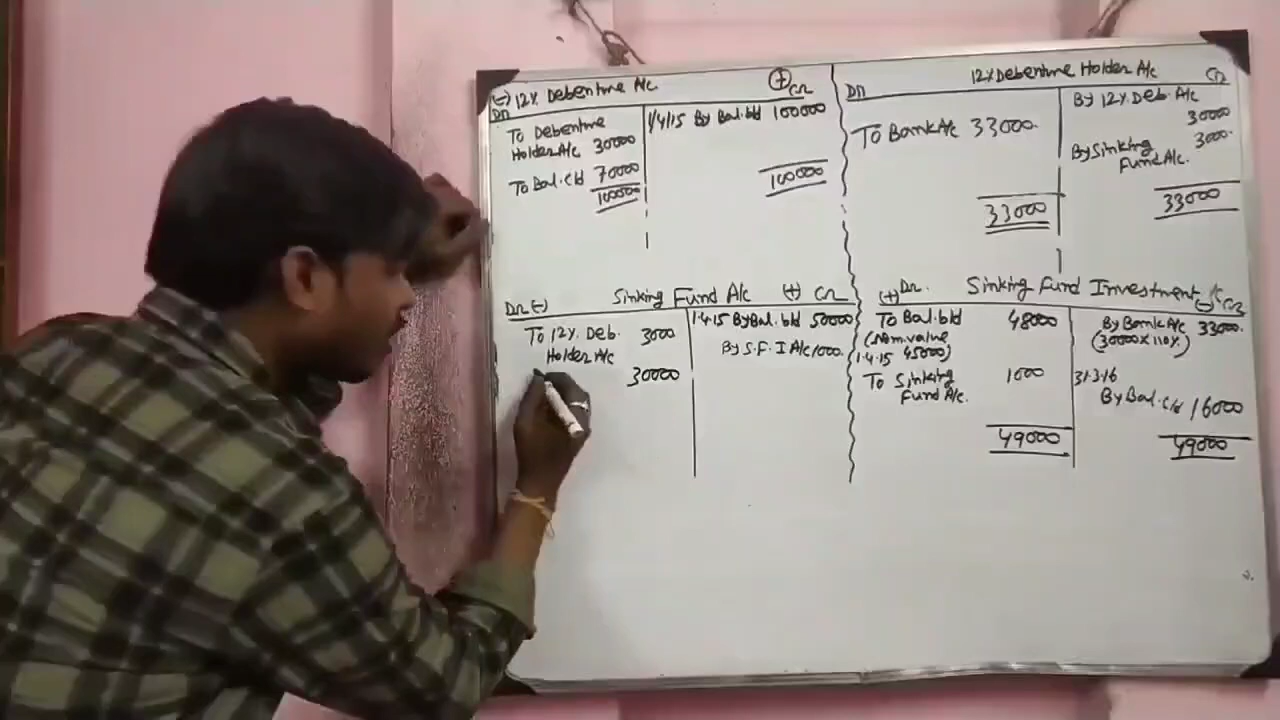 (-) 12% Debenture A/c (+)
Dr Cr
To Debenture
Holder A/c 30000
To Bal. c/d 70000
100000
1/4/15 By Bal. b/d 100000
100000
12% Debenture Holder A/c
Dr Cr
To Bank A/c 33000
33000
By 12% Deb. A/c
30000
By Sinking 3000
Fund A/c.
33000
Dr (-) Sinking Fund A/c (+) Cr
To 12% Deb. 3000
Holder A/c
30000
1.4.15 By Bal. b/d 50000
By S.F. I A/c 1000
(+) Dr. Sinking Fund Investment A/c (-) Cr
To Bal. b/d 48000
(Nom. value
1.4.15 45000)
To Sinking 1000
Fund A/c.
49000
By Bank A/c 33000
(30000 x 110%)
31.3.16
By Bal. c/d 16000
49000